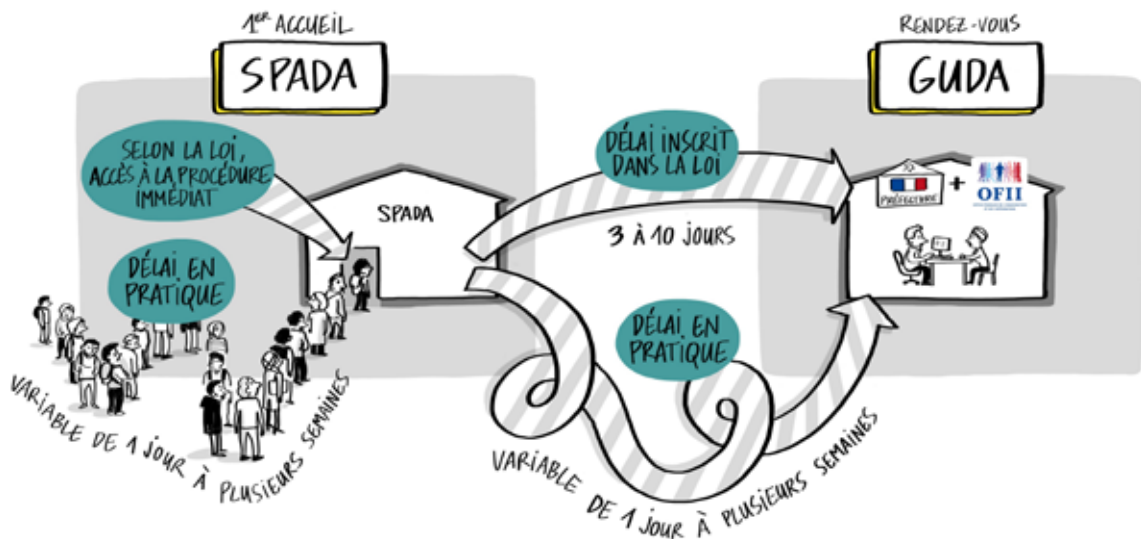 1ER ACCUEIL
SPADA
SELON LA LOI,
ACCÈS À LA PROCÉDURE
IMMÉDIAT
SPADA
DÉLAI EN
PRATIQUE
VARIABLE DE 1 JOUR À PLUSIEURS SEMAINES
DÉLAI INSCRIT
DANS LA LOI
3 À 10 JOURS
DÉLAI EN
PRATIQUE
VARIABLE DE 1 JOUR À PLUSIEURS SEMAINES
RENDEZ-VOUS
GUDA
PRÉFECTURE
+
OFII